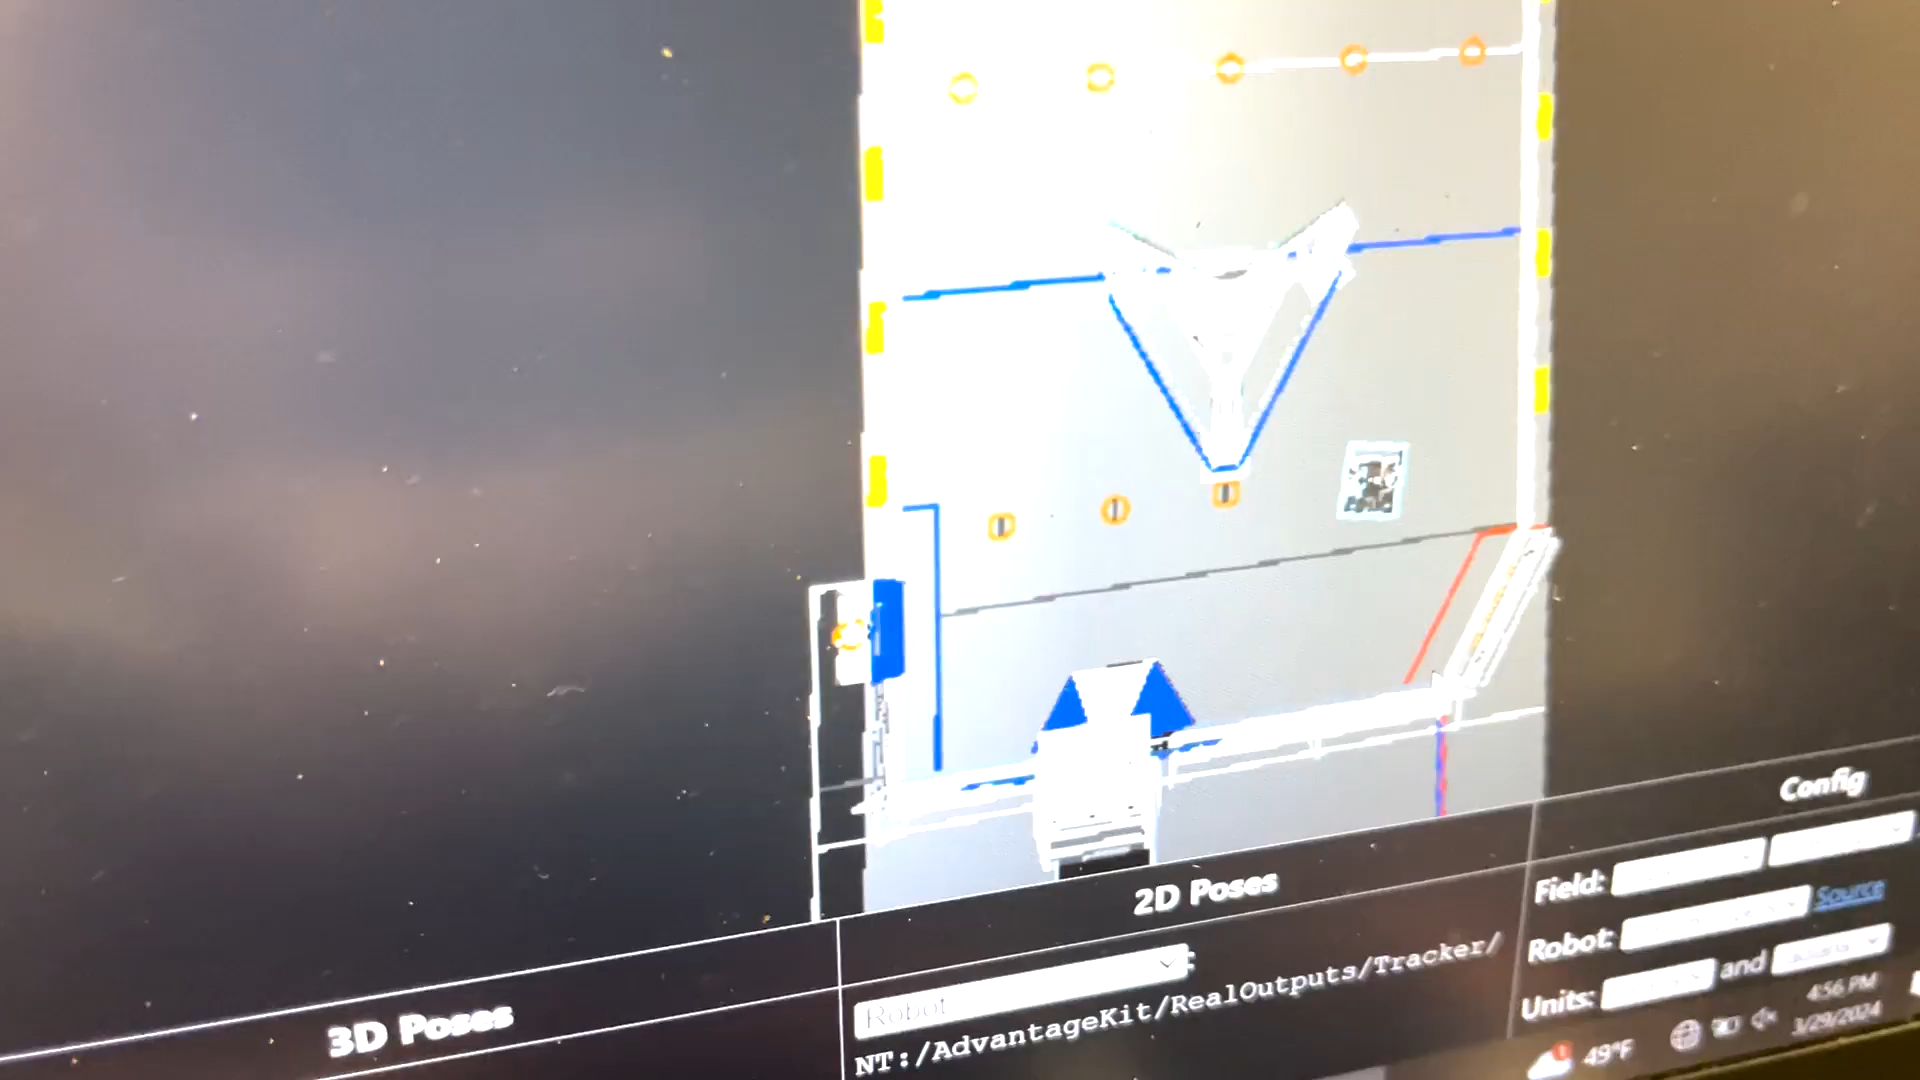 3D Poses
2D Poses
Robot
:
NT:/AdvantageKit/RealOutputs/Tracker/
Config
Field:
Robot: Source
Units: and
49°F
4:56 PM
3/29/2024